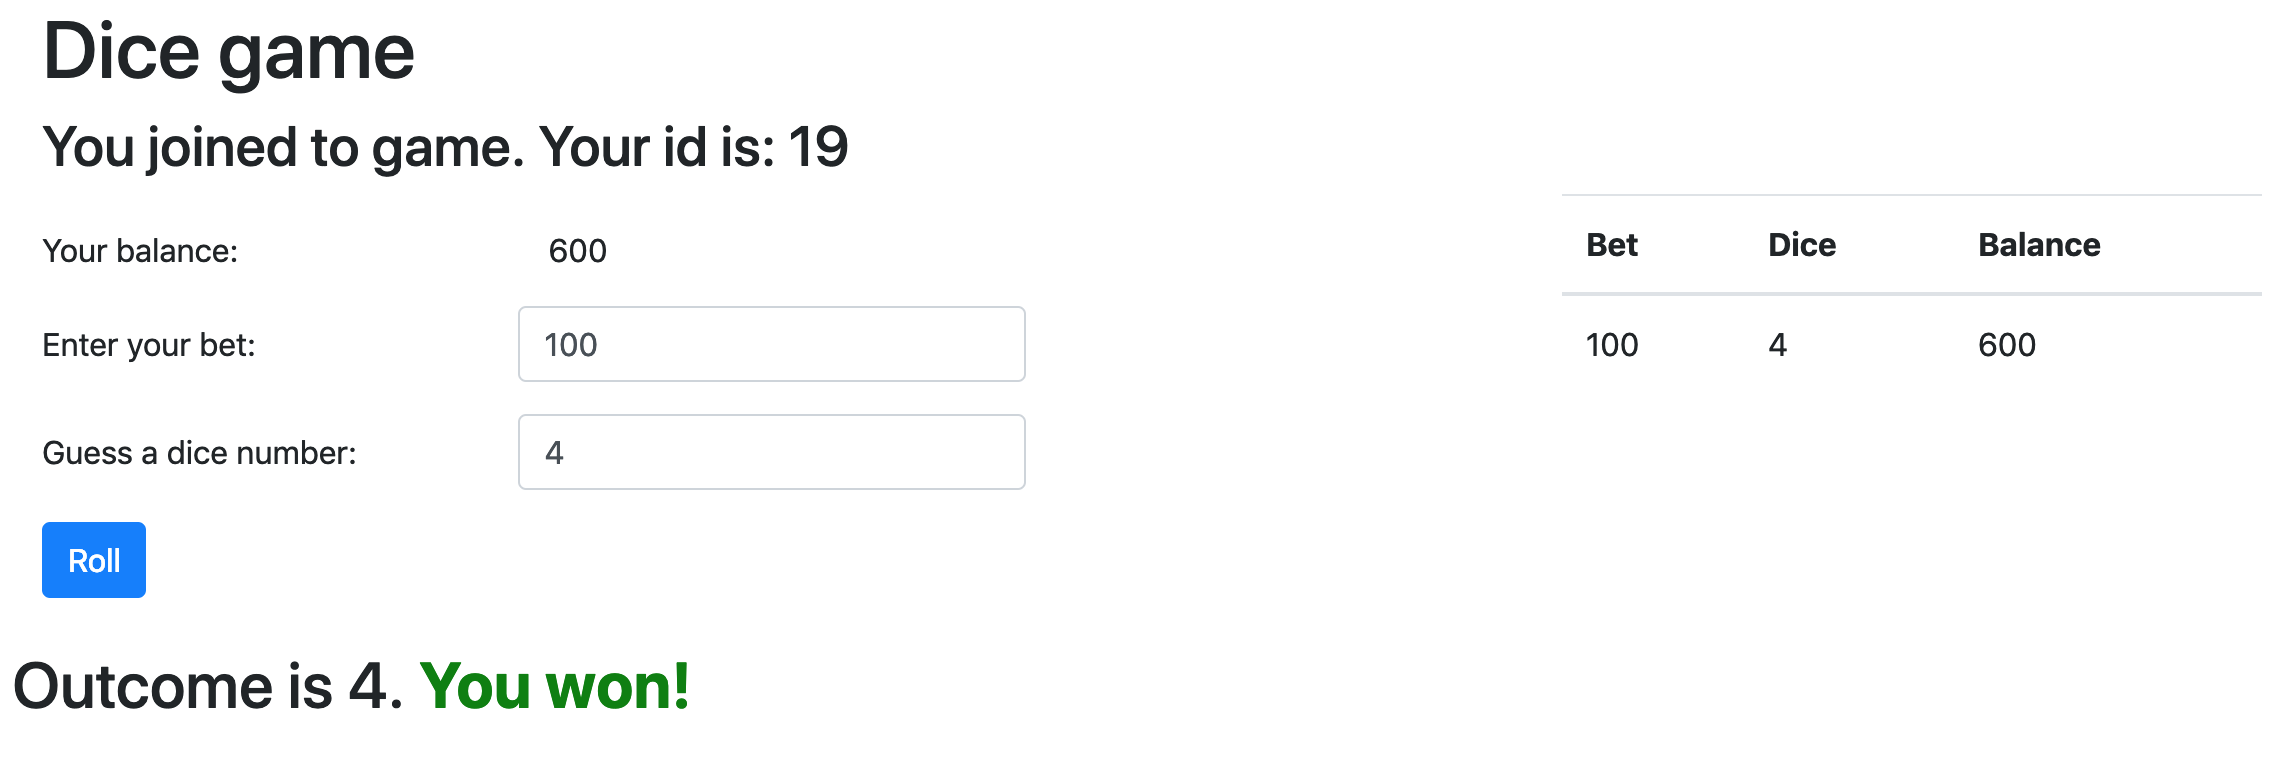 Dice game
You joined to game. Your id is: 19
Your balance: 600
Enter your bet: 100
Guess a dice number: 4
Roll
Outcome is 4. You won!
Bet Dice Balance
100 4 600